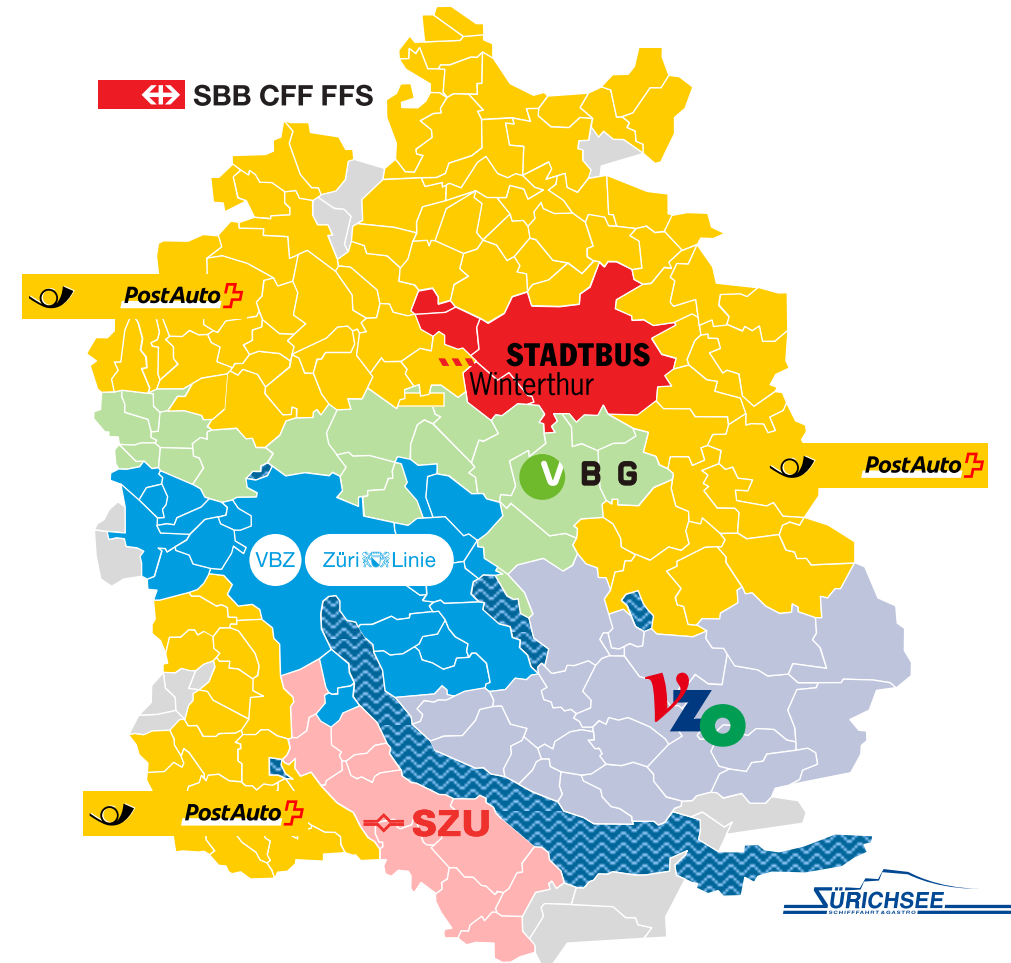 SBB CFF FFS
PostAuto
STADTBUS
Winterthur
PostAuto
V B G
VBZ Züri Linie
vzo
PostAuto
SZU
ZÜRICHSEE
SCHIFFFAHRT & GASTRO